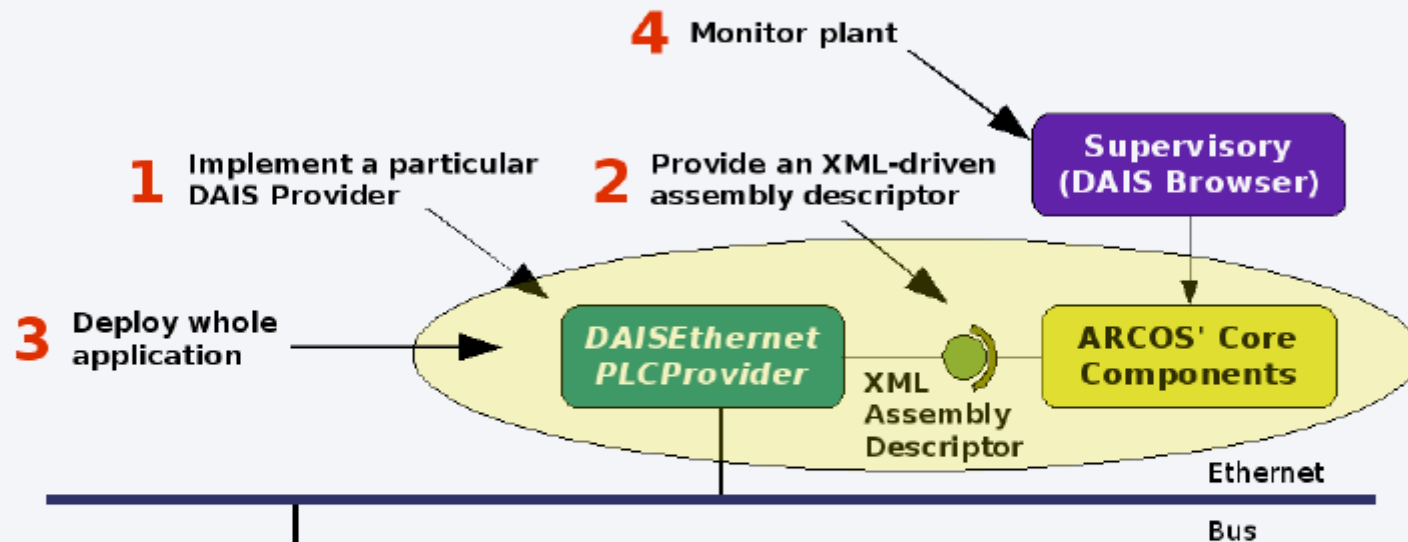 4 Monitor plant
Supervisory
(DAIS Browser)
1 Implement a particular
DAIS Provider
2 Provide an XML-driven
assembly descriptor
3 Deploy whole
application
DAISEthernet
PLCProvider
XML
Assembly
Descriptor
ARCOS' Core
Components
Ethernet
Bus